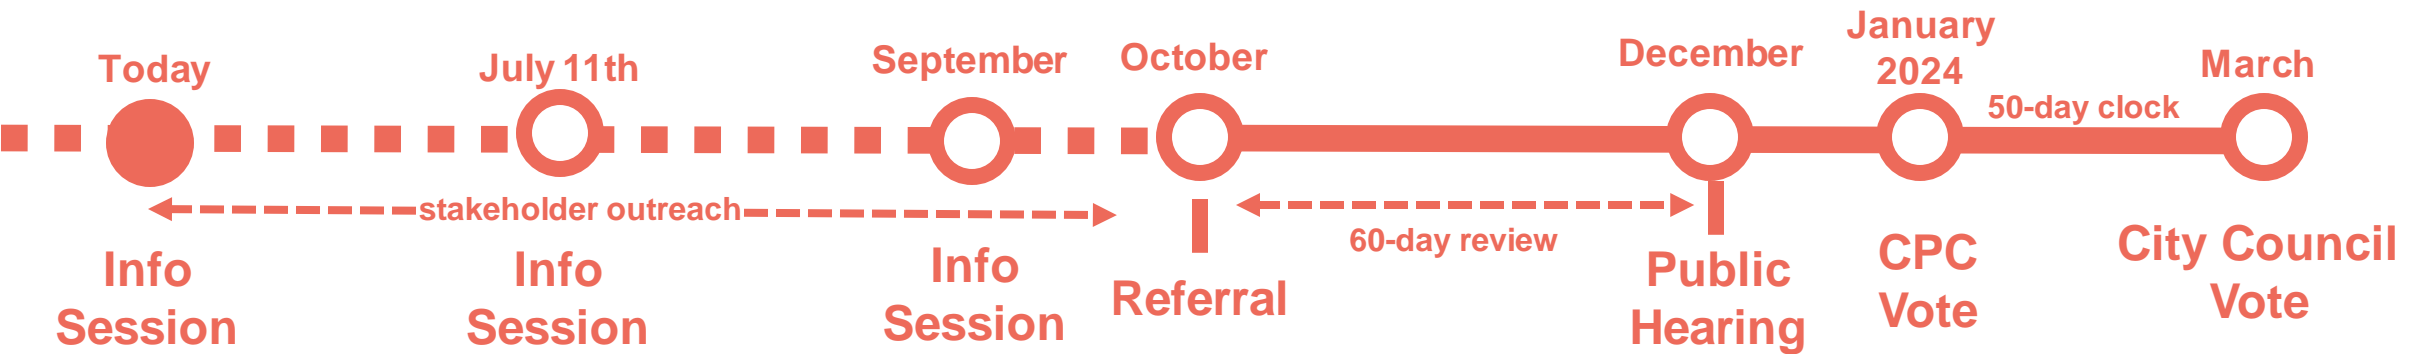 Today
July 11th
September
October
December
January
2024
March
50-day clock
stakeholder outreach
60-day review
Info
Session
Info
Session
Info
Session
Referral
Public
Hearing
CPC
Vote
City Council
Vote